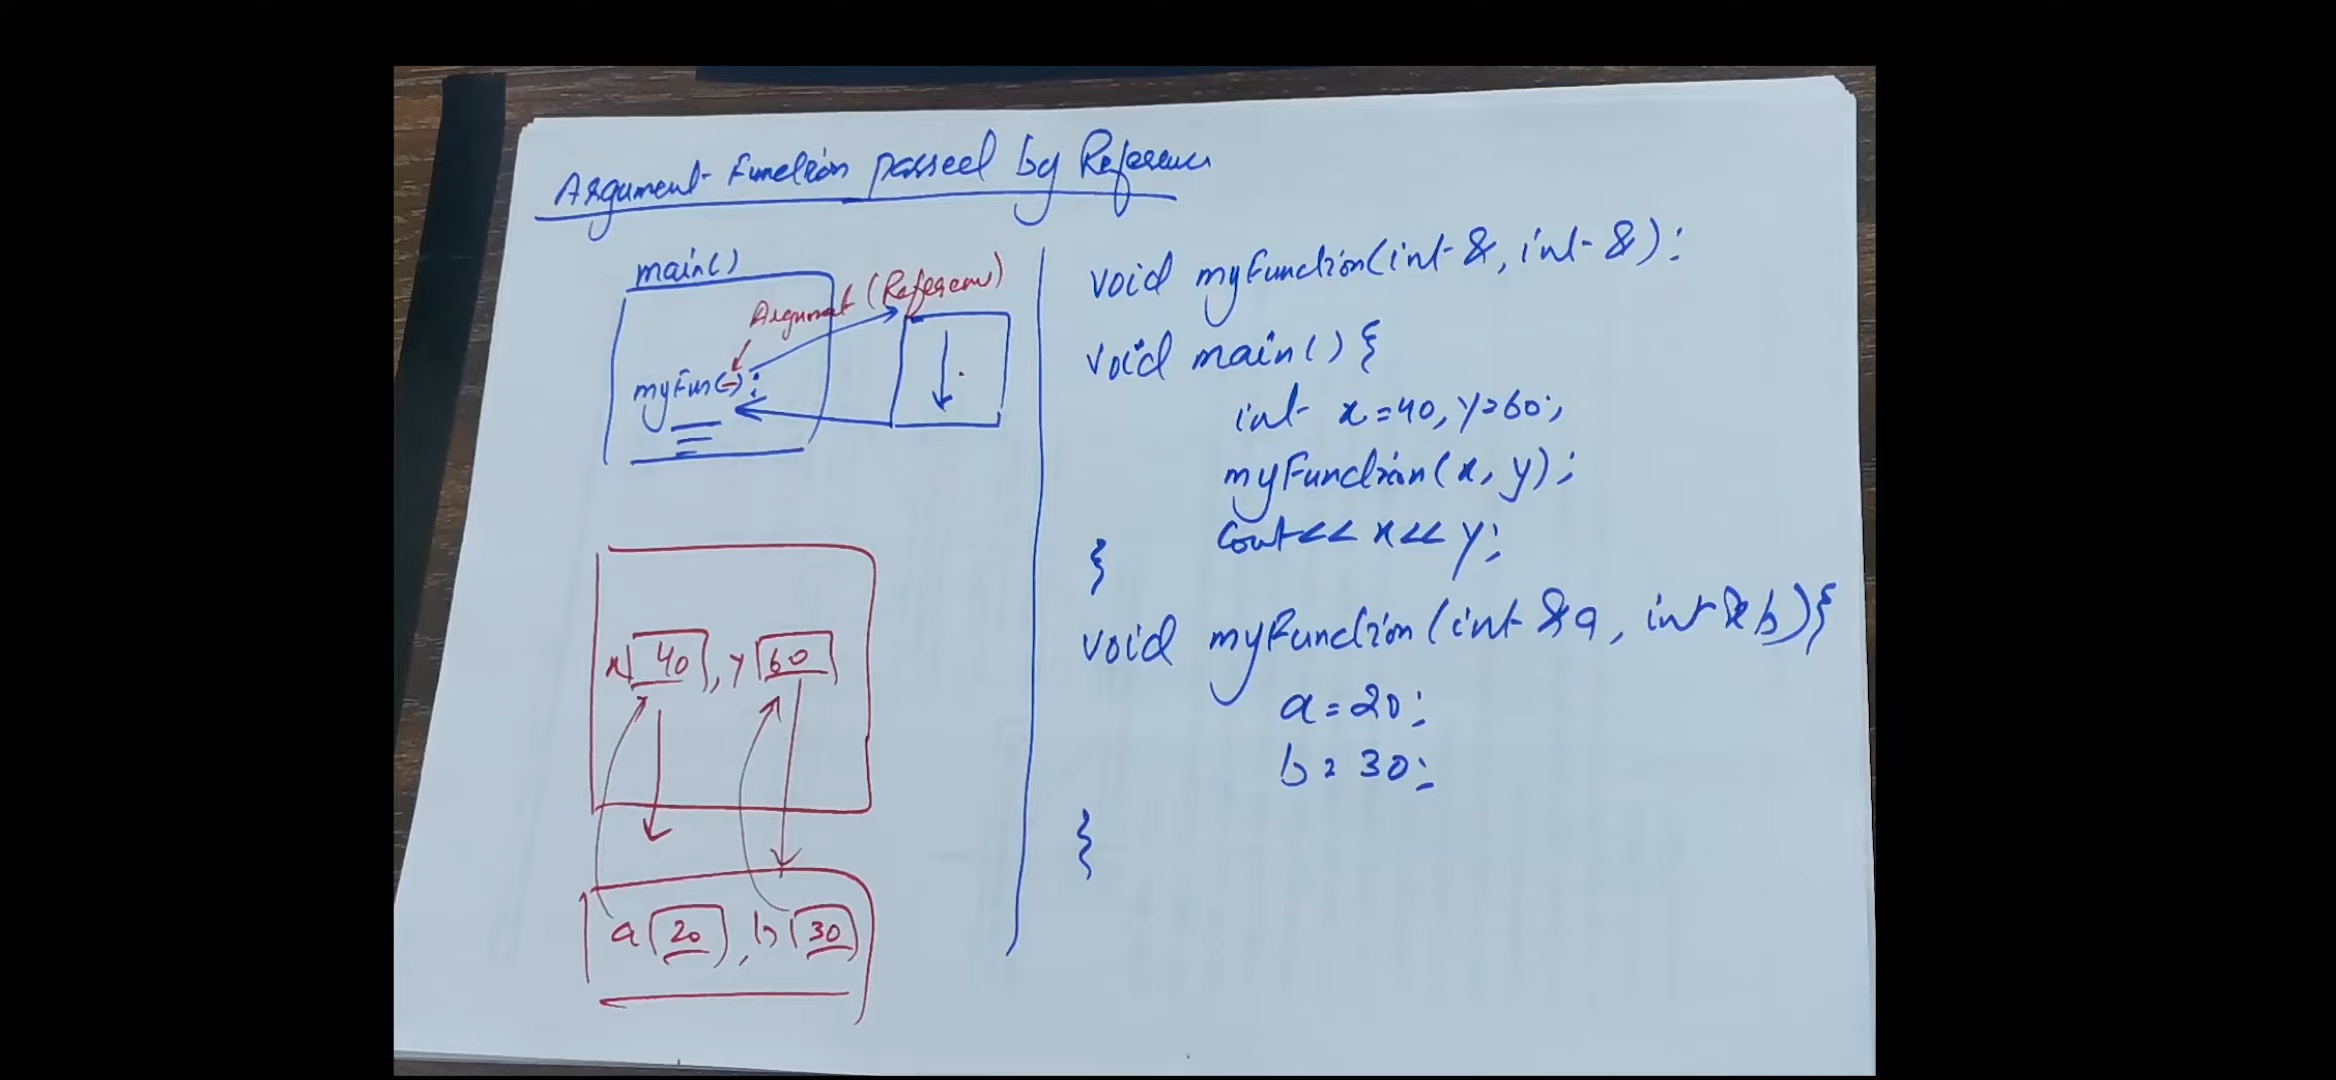 Argument Function passed by Reference
main()
Argument (Reference)
myFun(-);
x 40, y 60
a 20, b 30
void myFunction(int &, int &);
void main() {
int x = 40, y = 60;
myFunction(x, y);
Cout << x << y;
}
void myFunction(int &a, int &b) {
a = 20;
b = 30;
}